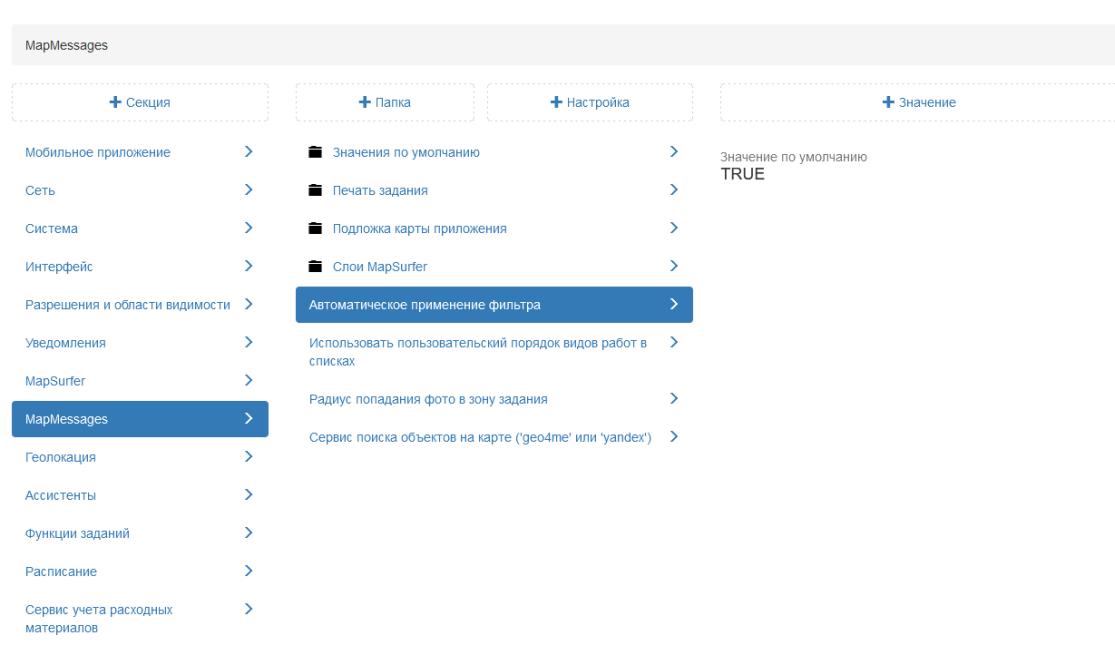 MapMessages
Секция
Папка
Настройка
Значение
Мобильное приложение
Сеть
Система
Интерфейс
Разрешения и области видимости
Уведомления
MapSurfer
MapMessages
Геолокация
Ассистенты
Функции заданий
Расписание
Сервис учета расходных
материалов
Значения по умолчанию
Печать задания
Подложка карты приложения
Слои MapSurfer
Автоматическое применение фильтра
Использовать пользовательский порядок видов работ в
списках
Радиус попадания фото в зону задания
Сервис поиска объектов на карте ('geo4me' или 'yandex')
Значение по умолчанию
TRUE